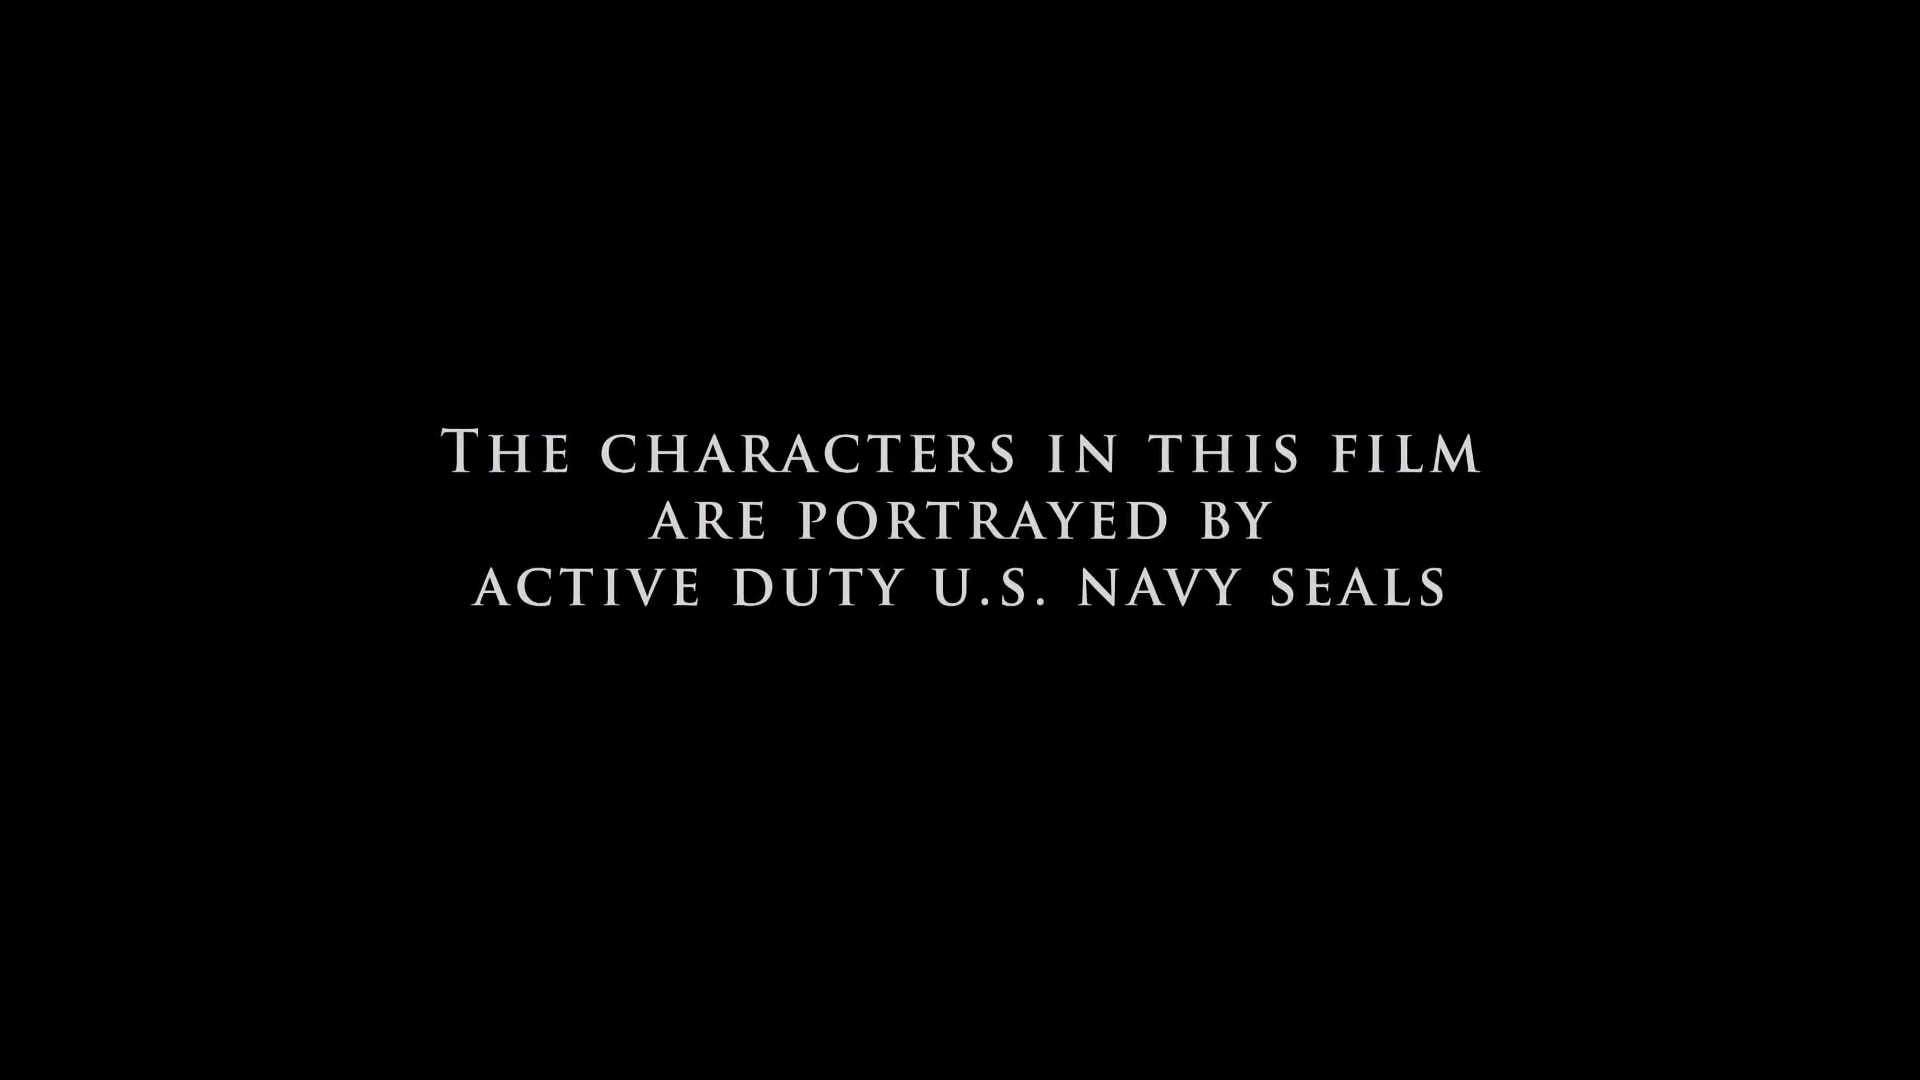 The characters in this film
are portrayed by
active duty U.S. Navy SEALs